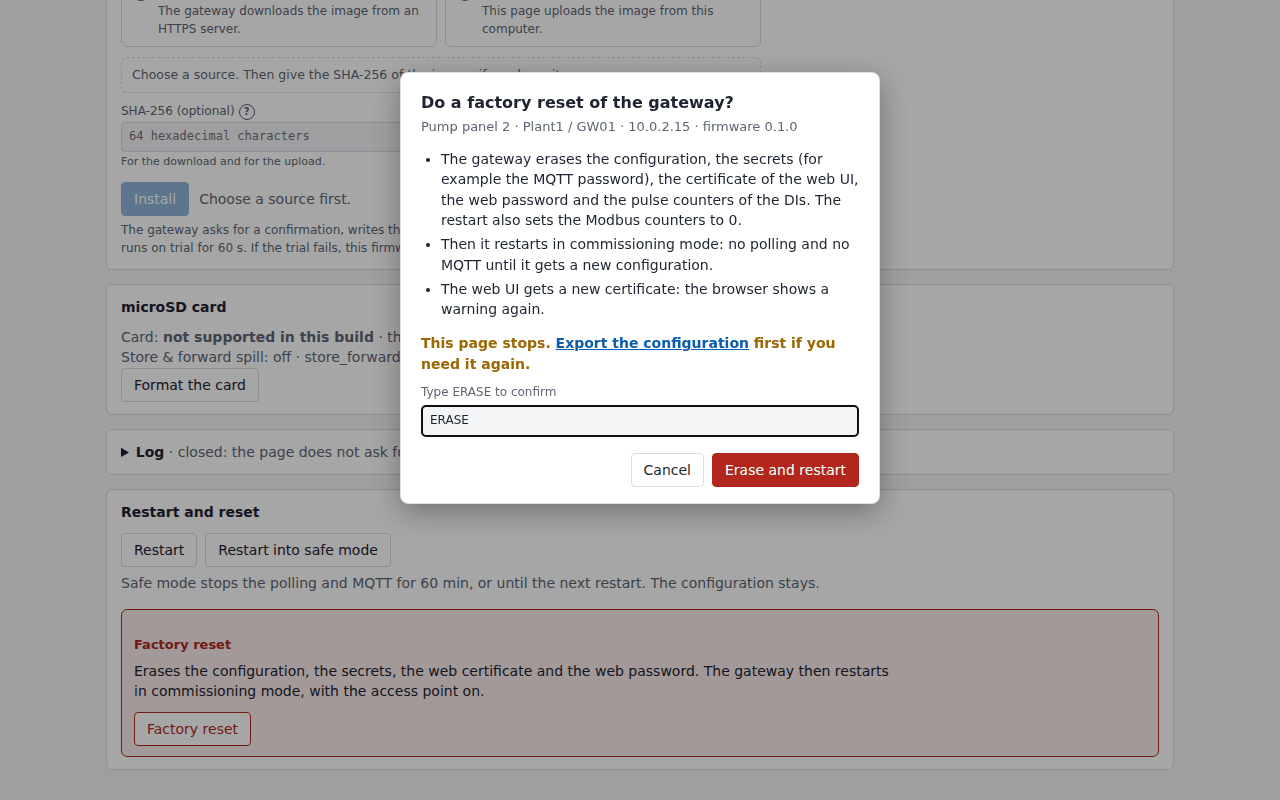 The gateway downloads the image from an
HTTPS server.
This page uploads the image from this
computer.
Choose a source. Then give the SHA-256 of
SHA-256 (optional) ?
64 hexadecimal characters
For the download and for the upload.
Install
Choose a source first.
The gateway asks for a confirmation, writes
runs on trial for 60 s. If the trial fails, this
microSD card
Card: not supported in this build ·
Store & forward spill: off · store_forward
Format the card
Log · closed: the page does not ask
Restart and reset
Restart
Restart into safe mode
Safe mode stops the polling and MQTT for 60 min, or until the next restart. The configuration stays.
Factory reset
Erases the configuration, the secrets, the web certificate and the web password. The gateway then restarts
in commissioning mode, with the access point on.
Factory reset
Do a factory reset of the gateway?
Pump panel 2 · Plant1 / GW01 · 10.0.2.15 · firmware 0.1.0
• The gateway erases the configuration, the secrets (for
example the MQTT password), the certificate of the web UI,
the web password and the pulse counters of the DIs. The
restart also sets the Modbus counters to 0.
• Then it restarts in commissioning mode: no polling and no
MQTT until it gets a new configuration.
• The web UI gets a new certificate: the browser shows a
warning again.
This page stops. Export the configuration first if you
need it again.
Type ERASE to confirm
ERASE
Cancel
Erase and restart